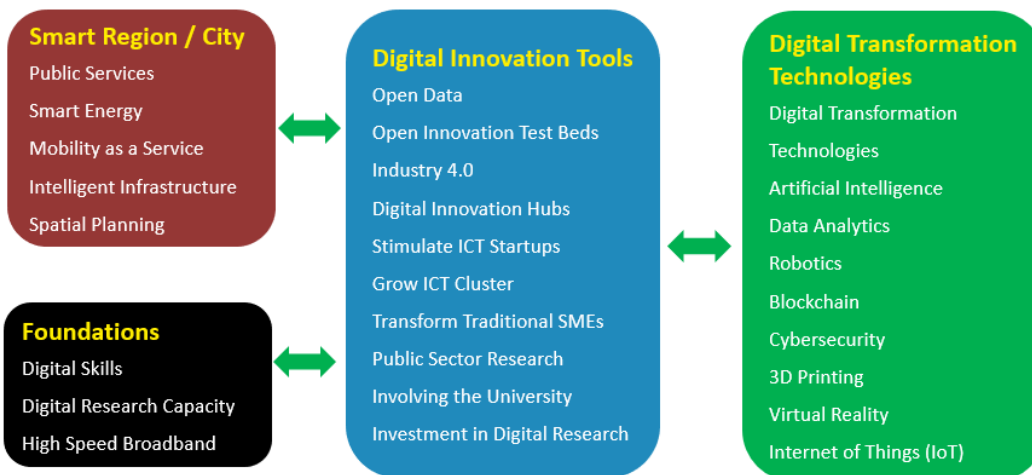 Smart Region / City
Public Services
Smart Energy
Mobility as a Service
Intelligent Infrastructure
Spatial Planning
Foundations
Digital Skills
Digital Research Capacity
High Speed Broadband
Digital Innovation Tools
Open Data
Open Innovation Test Beds
Industry 4.0
Digital Innovation Hubs
Stimulate ICT Startups
Grow ICT Cluster
Transform Traditional SMEs
Public Sector Research
Involving the University
Investment in Digital Research
Digital Transformation
Technologies
Digital Transformation
Technologies
Artificial Intelligence
Data Analytics
Robotics
Blockchain
Cybersecurity
3D Printing
Virtual Reality
Internet of Things (IoT)